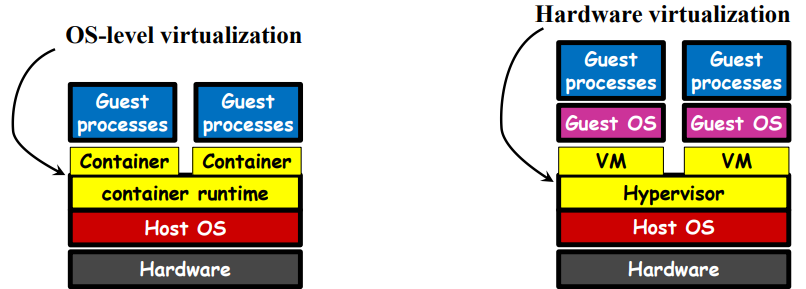 OS-level virtualization
Guest
processes
Guest
processes
Container
Container
container runtime
Host OS
Hardware
Hardware virtualization
Guest
processes
Guest
processes
Guest OS
Guest OS
VM
VM
Hypervisor
Host OS
Hardware